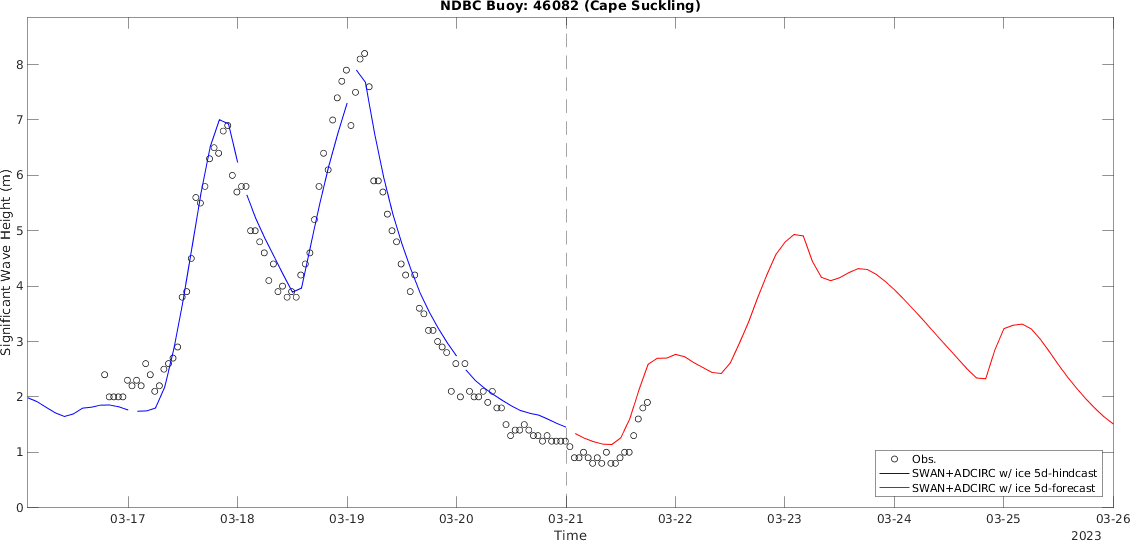 NDBC Buoy: 46082 (Cape Suckling)
Significant Wave Height (m)
8
7
6
5
4
3
2
1
0
Obs.
SWAN+ADCIRC w/ ice 5d-hindcast
SWAN+ADCIRC w/ ice 5d-forecast
03-17 03-18 03-19 03-20 03-21 03-22 03-23 03-24 03-25 03-26
Time
2023